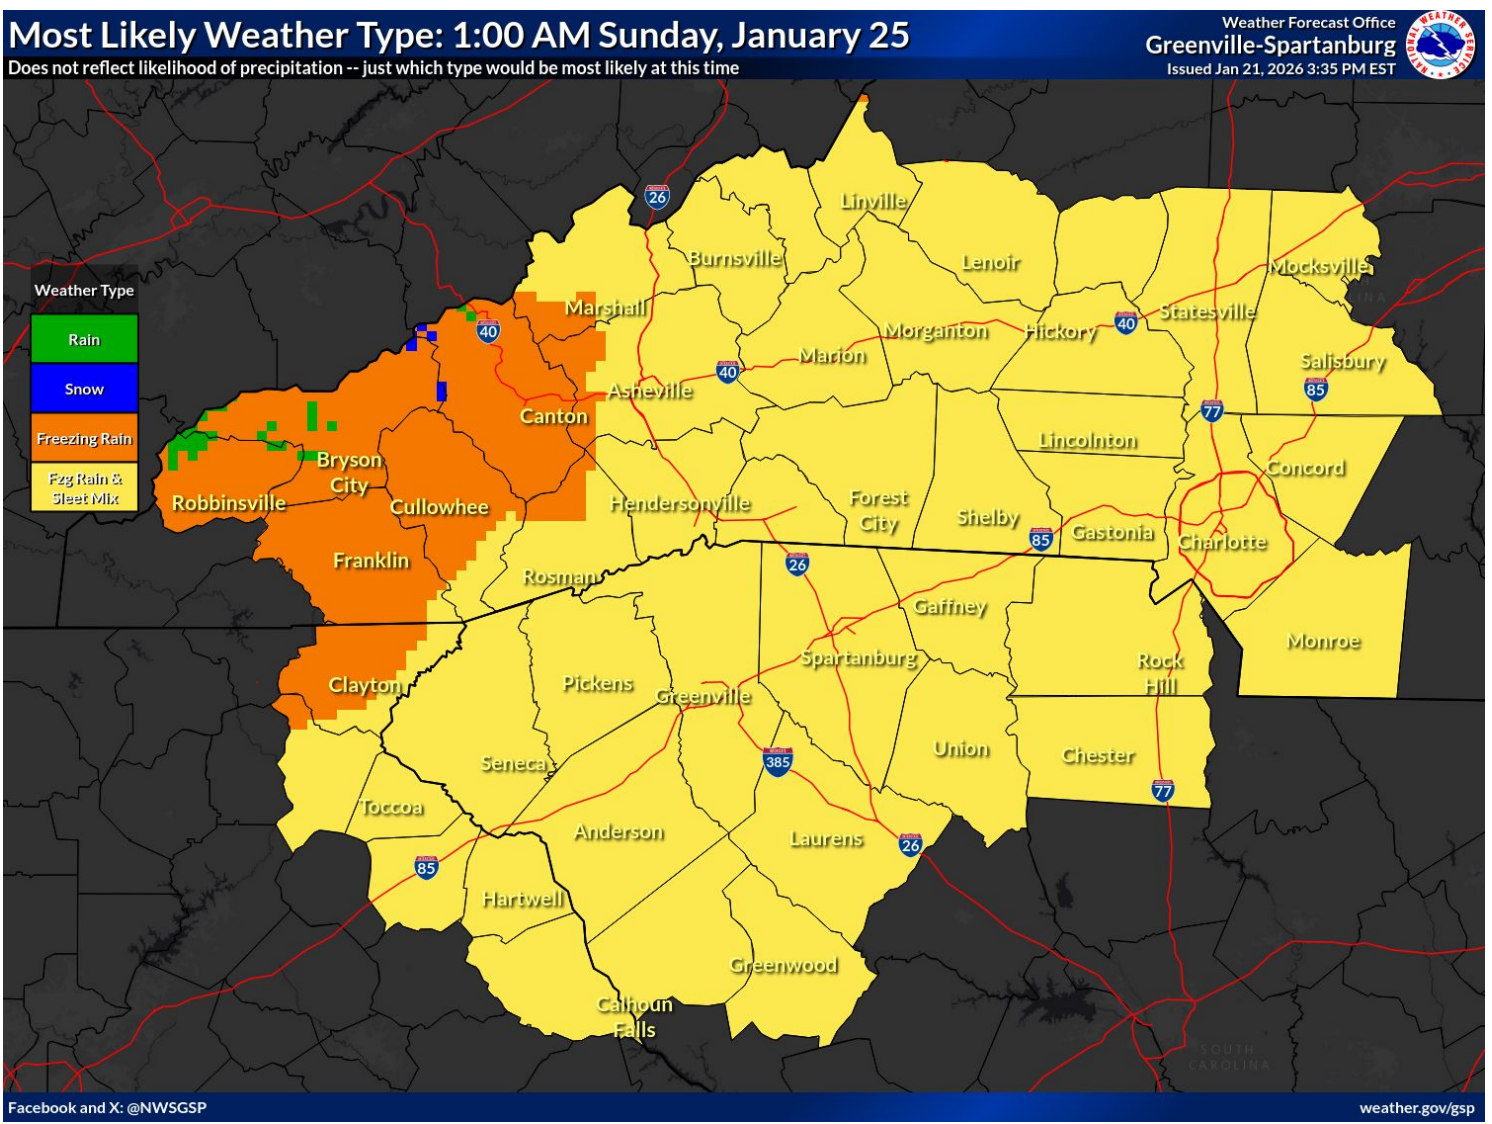 Most Likely Weather Type: 1:00 AM Sunday, January 25
Does not reflect likelihood of precipitation -- just which type would be most likely at this time
Weather Forecast Office
Greenville-Spartanburg
Issued Jan 21, 2026 3:35 PM EST
NATIONAL WEATHER SERVICE
Weather Type
Rain
Snow
Freezing Rain
Fzg Rain &
Sleet Mix
26
Linville
Burnsville
Lenoir
Mocksville
Marshall
Statesville
40
Morganton
Hickory
40
Marion
Salisbury
40
Asheville
85
77
Canton
Lincolnton
Bryson
City
Concord
Robbinsville
Cullowhee
Hendersonville
Forest
City
Shelby
85
Gastonia
Charlotte
Franklin
Rosman
26
Gaffney
Monroe
Spartanburg
Rock
Hill
Clayton
Pickens
Greenville
Seneca
385
Union
Chester
77
Toccoa
Anderson
Laurens
26
85
Hartwell
Greenwood
Calhoun
Falls
SOUTH
CAROLINA
Facebook and X: @NWSGSP
weather.gov/gsp